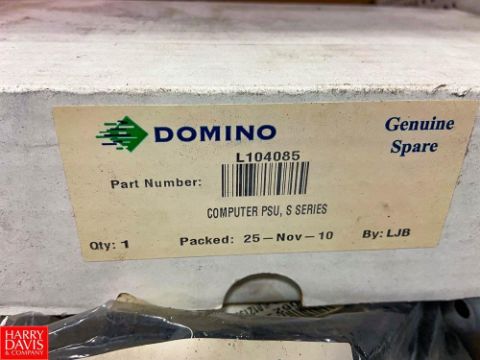 DOMINO
Genuine
Spare
L104085
Part Number:
COMPUTER PSU, S SERIES
Qty: 1 Packed: 25-Nov-10 By: LJB
HARRY
DAVIS
& COMPANY